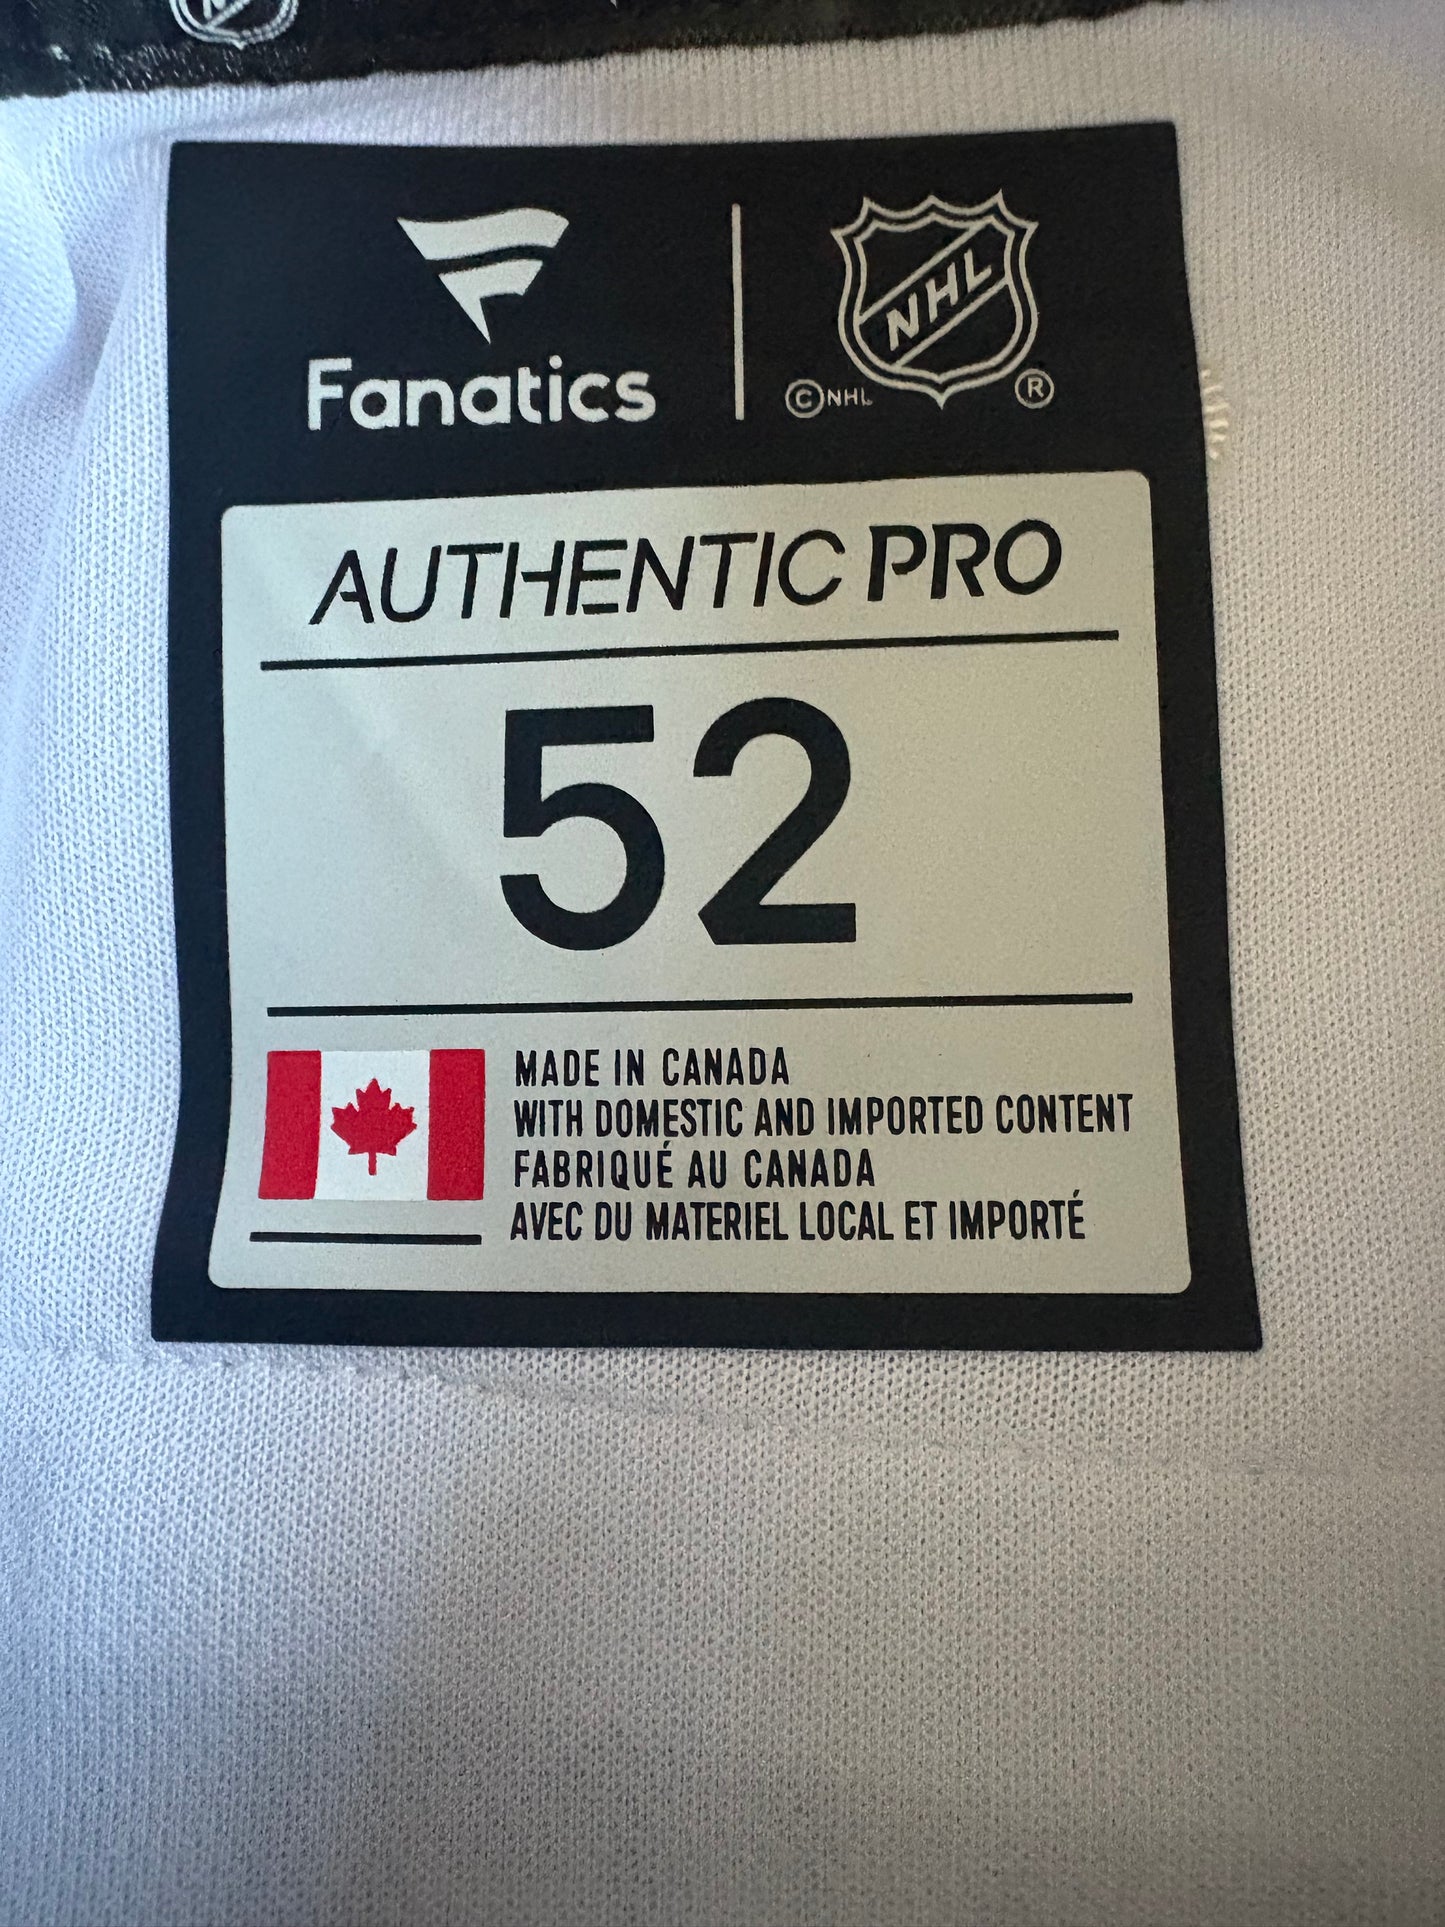 Fanatics
NHL
© NHL ®
AUTHENTIC PRO
52
MADE IN CANADA
WITH DOMESTIC AND IMPORTED CONTENT
FABRIQUÉ AU CANADA
AVEC DU MATERIEL LOCAL ET IMPORTÉ